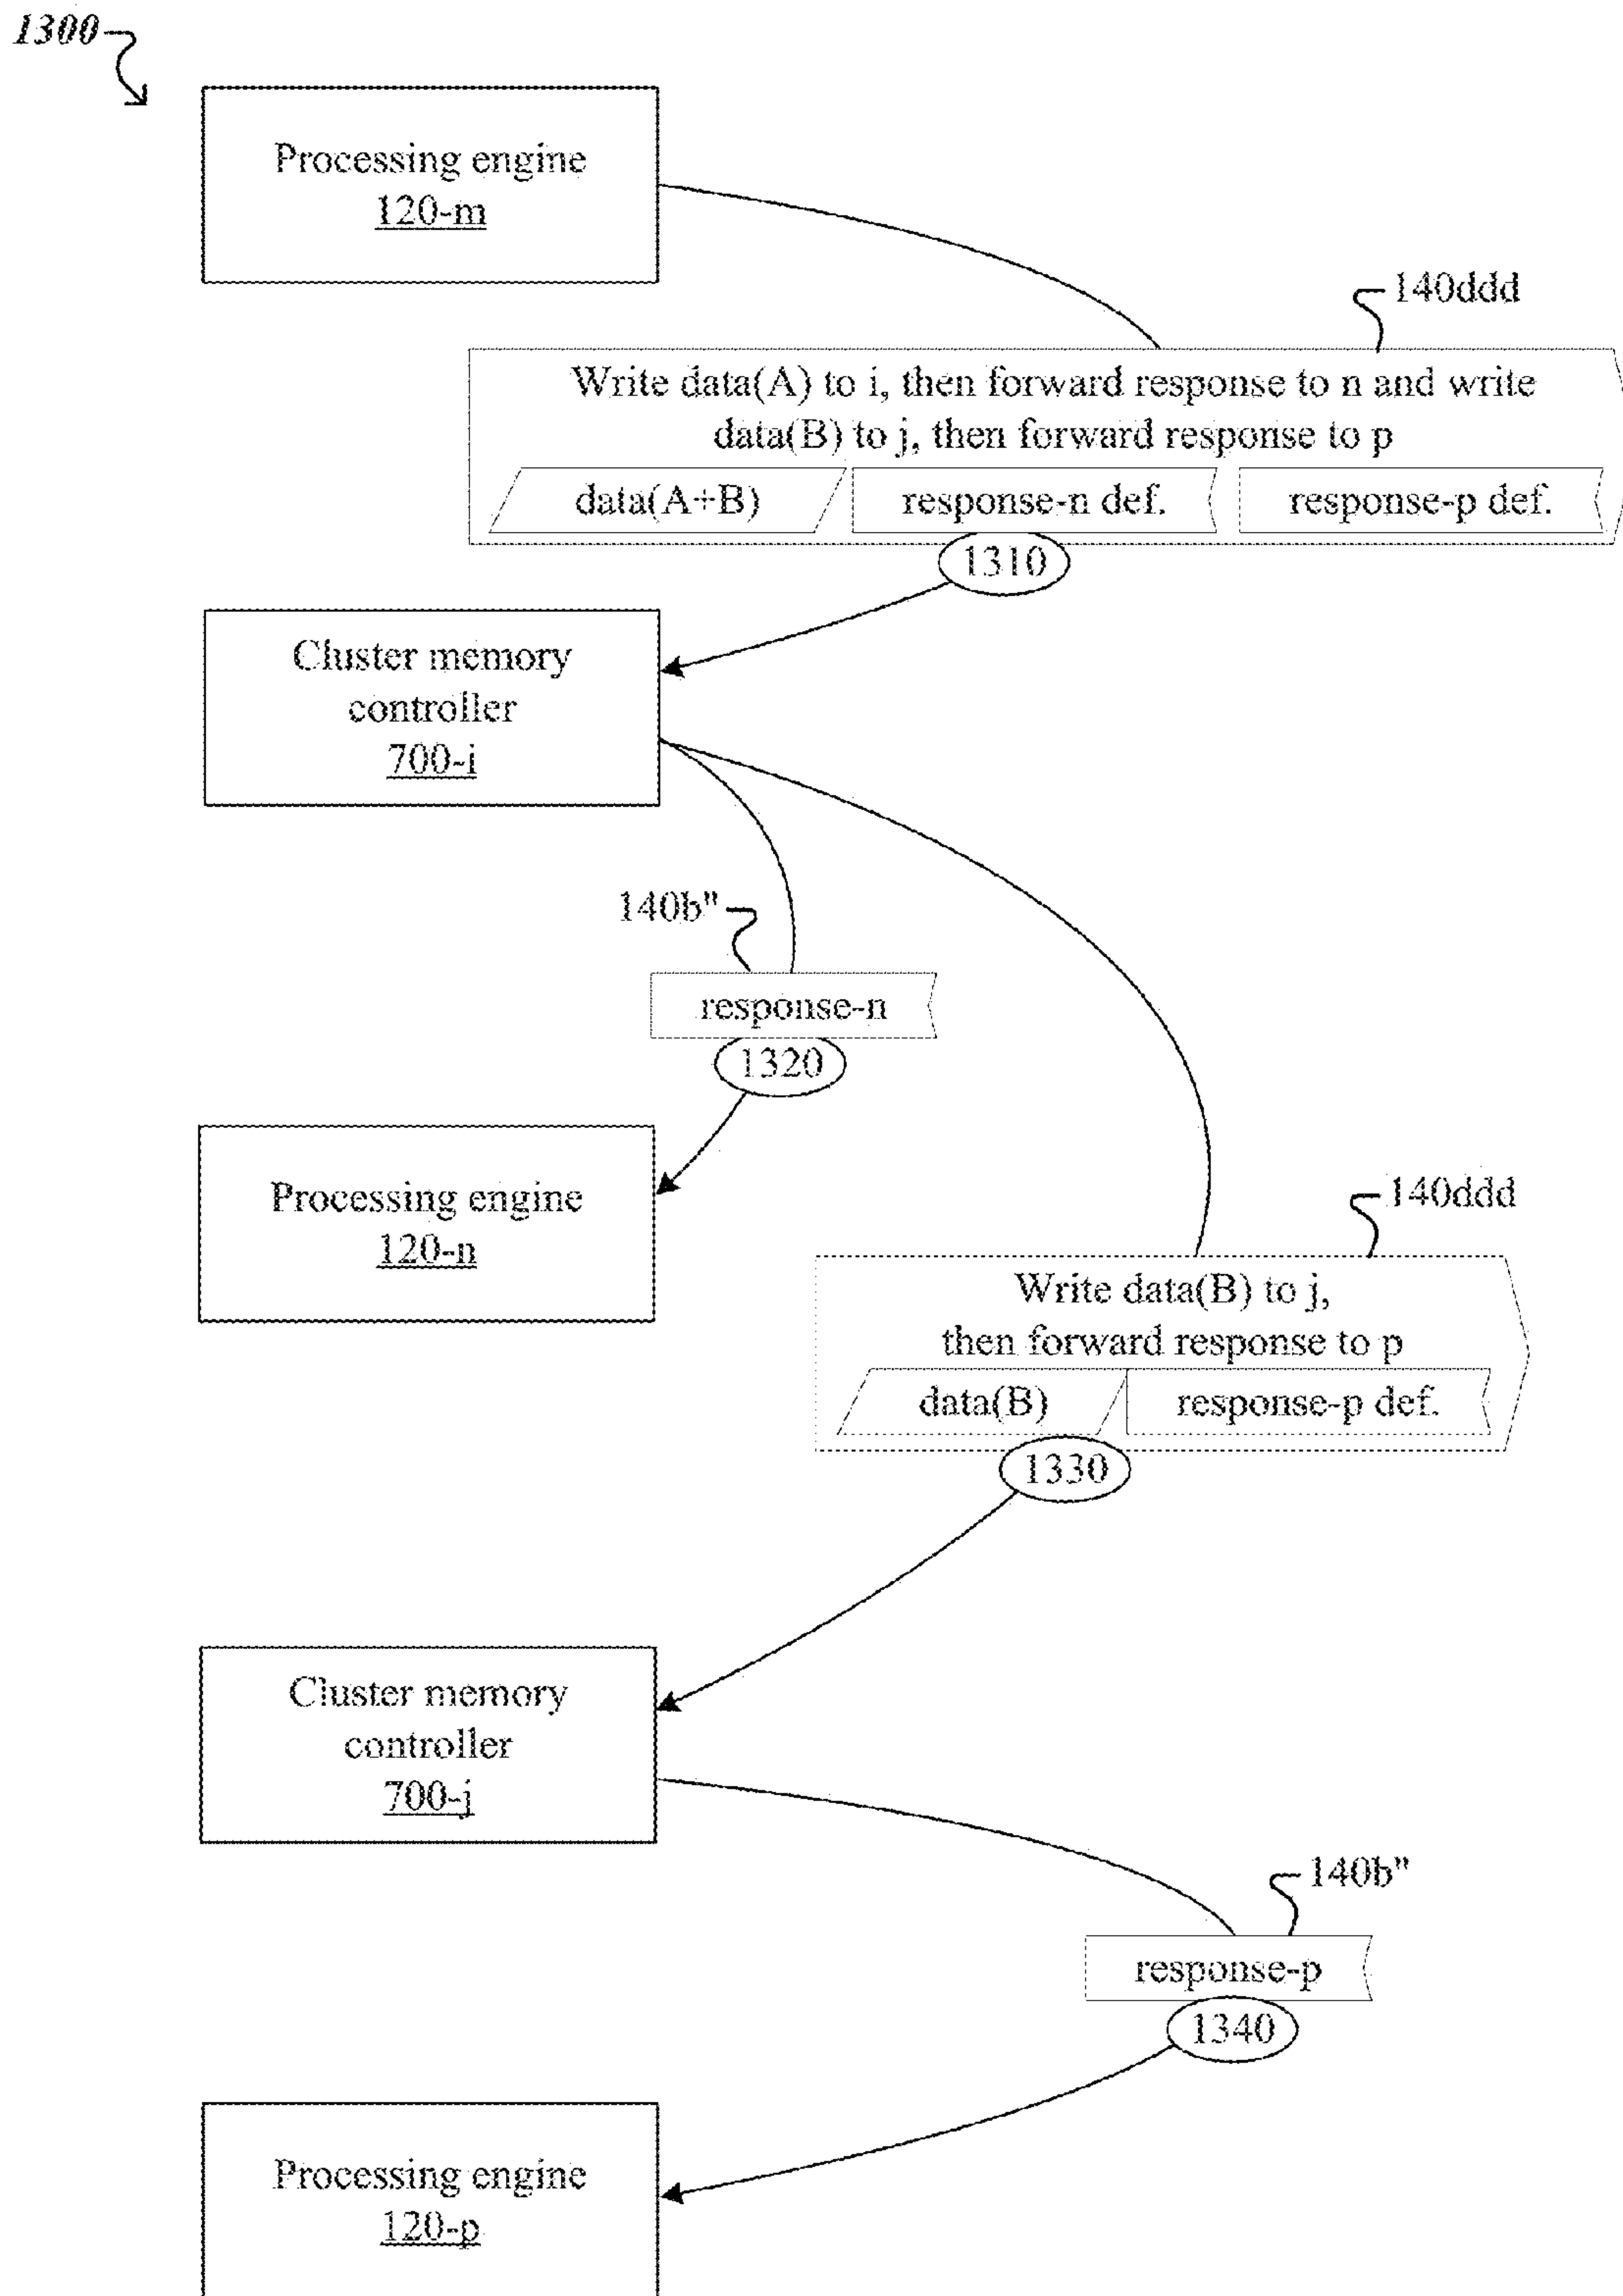 1300
Processing engine
120-m
140ddd
Write data(A) to i, then forward response to n and write
data(B) to j, then forward response to p
data(A+B)
response-n def.
response-p def.
1310
Cluster memory
controller
700-i
140b"
response-n
1320
Processing engine
120-n
140ddd
Write data(B) to j,
then forward response to p
data(B)
response-p def.
1330
Cluster memory
controller
700-j
140b"
response-p
1340
Processing engine
120-p